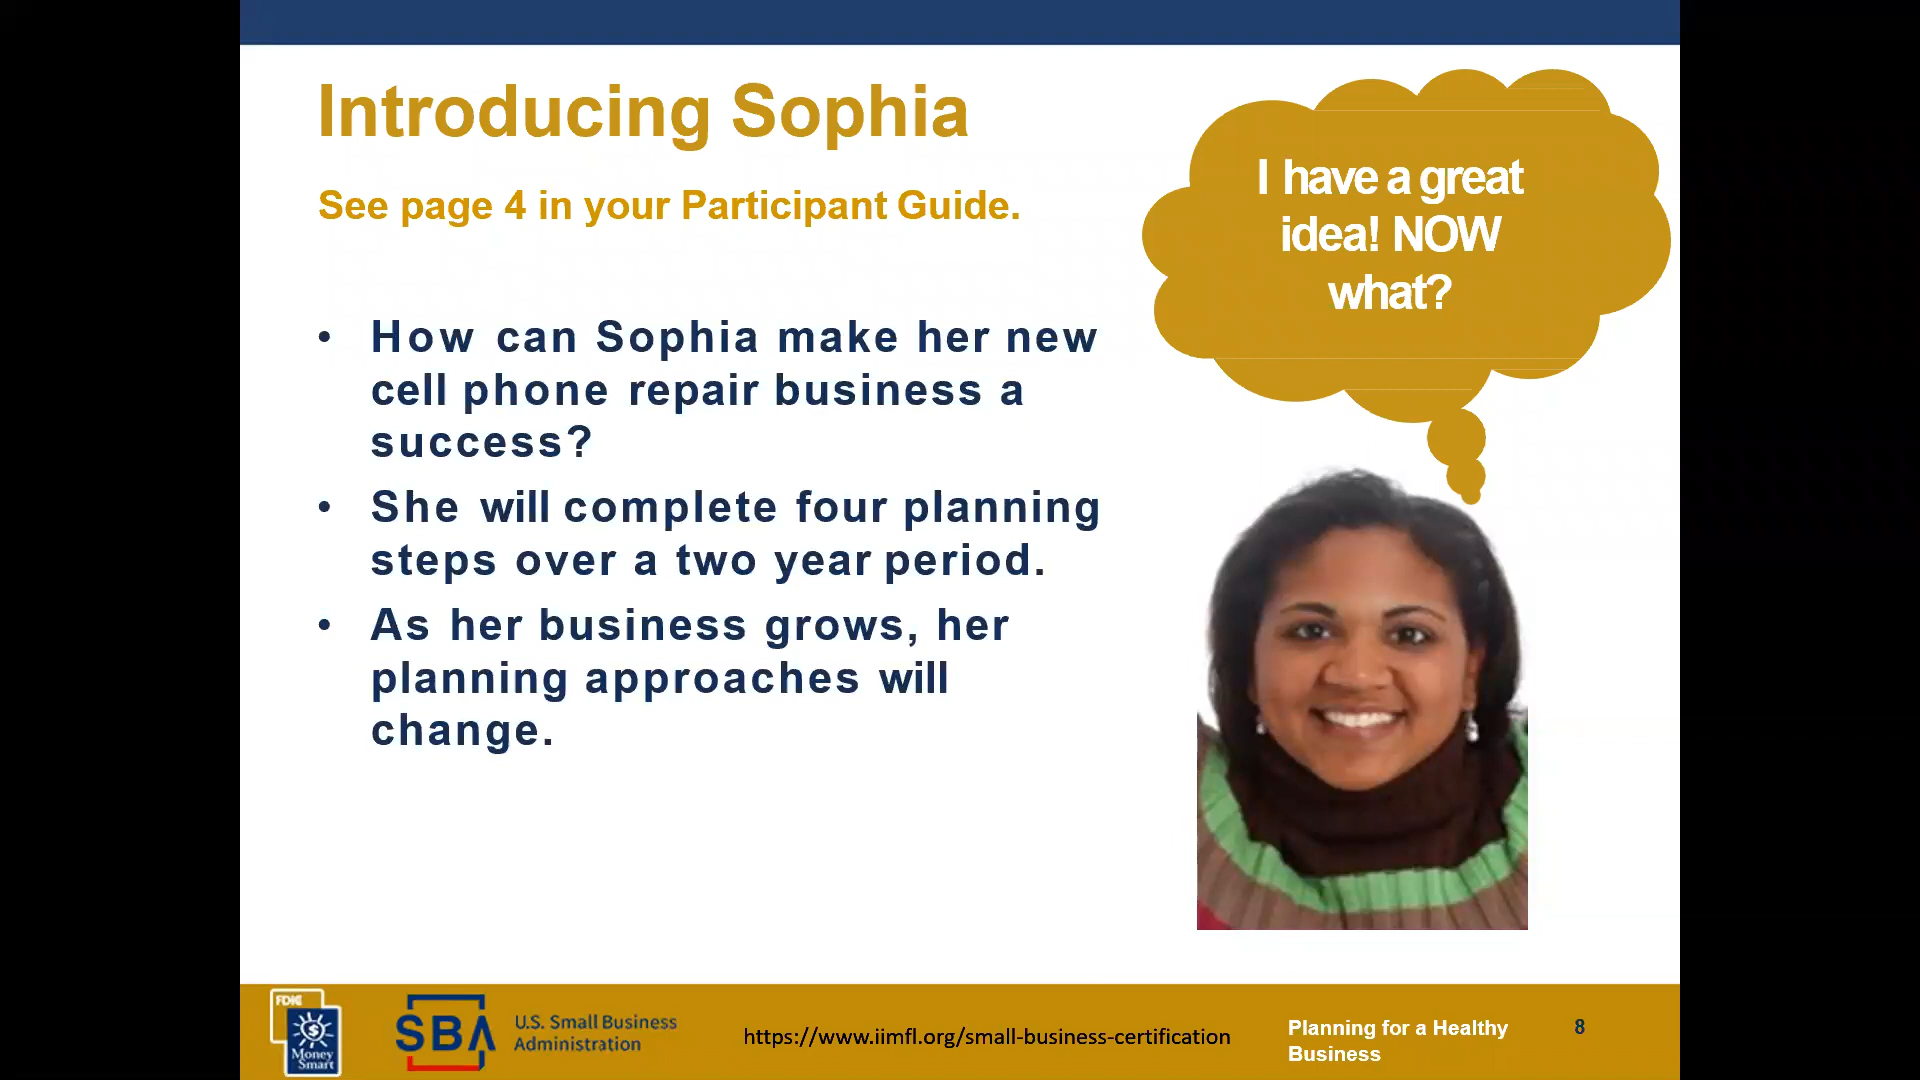 Introducing Sophia
See page 4 in your Participant Guide.
I have a great
idea! NOW
what?
• How can Sophia make her new
cell phone repair business a
success?
• She will complete four planning
steps over a two year period.
• As her business grows, her
planning approaches will
change.
FDIC
Money
Smart
SBA
U.S. Small Business
Administration
https://www.iimfl.org/small-business-certification
Planning for a Healthy
Business
8